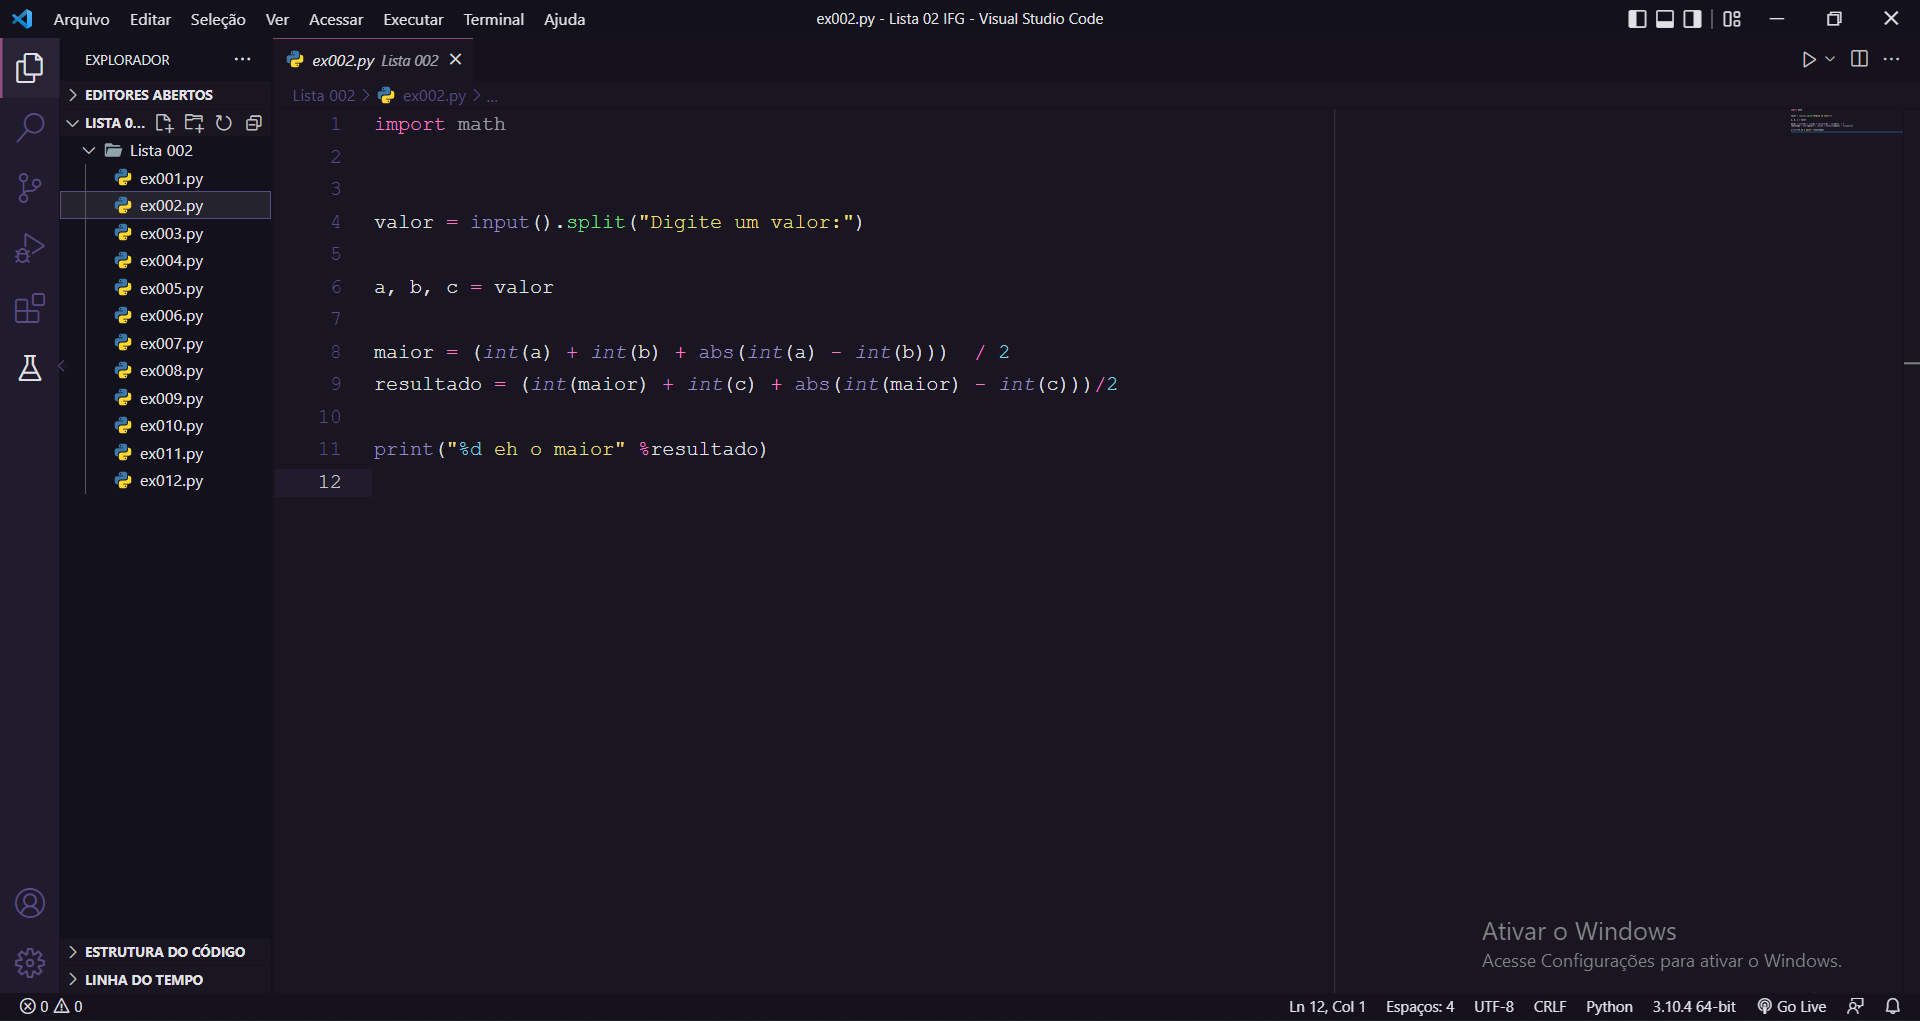 Arquivo Editar Seleção Ver Acessar Executar Terminal Ajuda
ex002.py - Lista 02 IFG - Visual Studio Code
EXPLORADOR
EDITORES ABERTOS
LISTA 0...
Lista 002
ex001.py
ex002.py
ex003.py
ex004.py
ex005.py
ex006.py
ex007.py
ex008.py
ex009.py
ex010.py
ex011.py
ex012.py
ESTRUTURA DO CÓDIGO
LINHA DO TEMPO
ex002.py Lista 002
Lista 002 > ex002.py > ...
1 import math
2
3
4 valor = input().split("Digite um valor:")
5
6 a, b, c = valor
7
8 maior = (int(a) + int(b) + abs(int(a) - int(b)))  / 2
9 resultado = (int(maior) + int(c) + abs(int(maior) - int(c)))/2
10
11 print("%d eh o maior" %resultado)
12
Ativar o Windows
Acesse Configurações para ativar o Windows.
0 0
Ln 12, Col 1 Espaços: 4 UTF-8 CRLF Python 3.10.4 64-bit Go Live